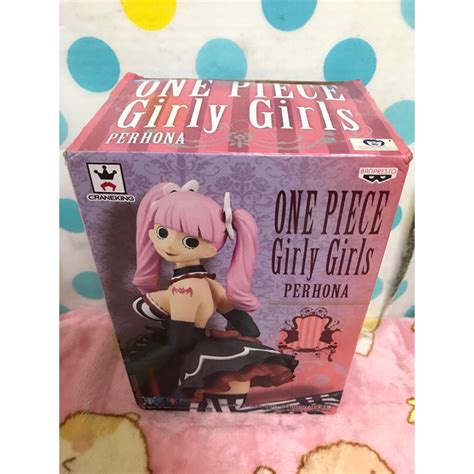 ONE PIECE
Girly Girls
PERHONA
CRANEKING
BANPRESTO
ONE PIECE
Girly Girls
PERHONA